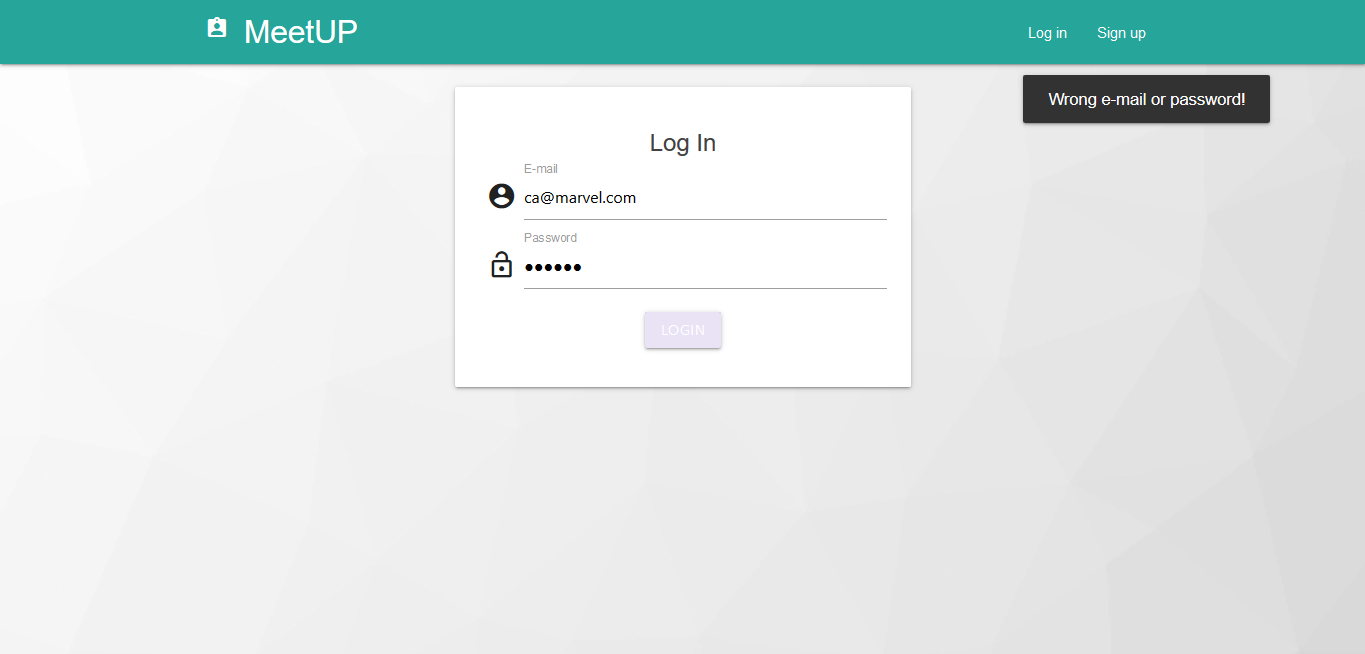 MeetUP
Log in
Sign up
Wrong e-mail or password!
Log In
E-mail
ca@marvel.com
Password
••••••
LOGIN